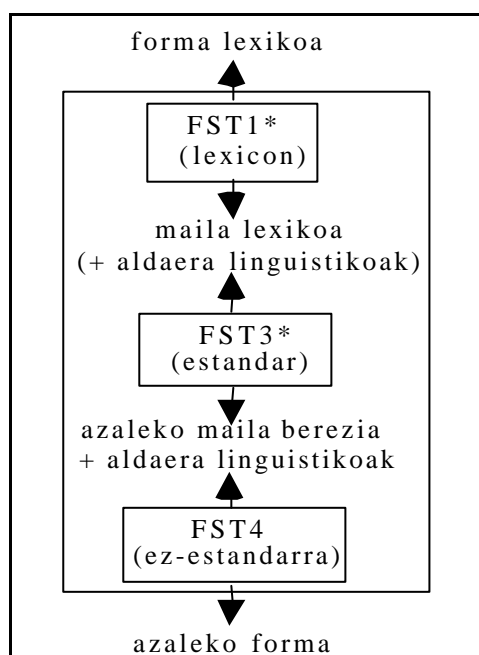 forma lexikoa
FST1*
(lexicon)
maila lexikoa
(+ aldaera linguistikoak)
FST3*
(estandar)
azaleko maila berezia
+ aldaera linguistikoak
FST4
(ez-estandarra)
azaleko forma